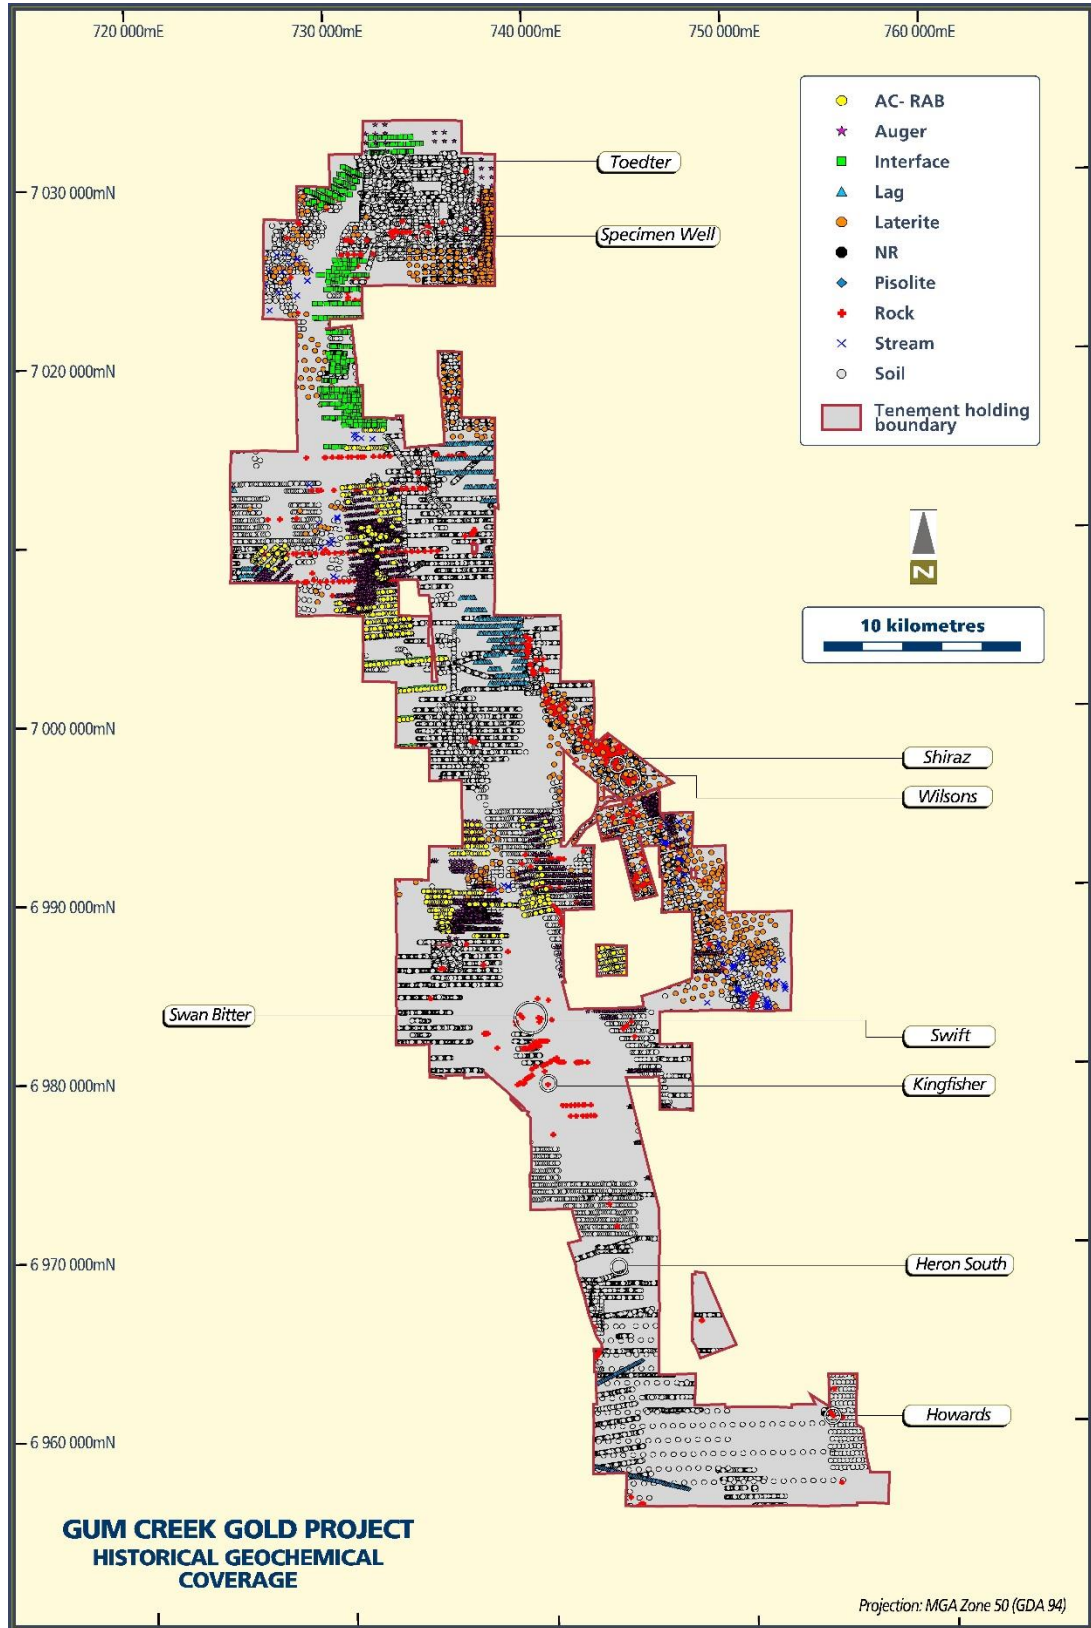 720 000mE
730 000mE
740 000mE
750 000mE
760 000mE
AC- RAB
Auger
Interface
Lag
Laterite
NR
Pisolite
Rock
Stream
Soil
Tenement holding
boundary
Toedter
7 030 000mN
Specimen Well
7 020 000mN
N
10 kilometres
7 000 000mN
Shiraz
Wilsons
6 990 000mN
Swan Bitter
Swift
6 980 000mN
Kingfisher
6 970 000mN
Heron South
Howards
6 960 000mN
GUM CREEK GOLD PROJECT
HISTORICAL GEOCHEMICAL
COVERAGE
Projection: MGA Zone 50 (GDA 94)